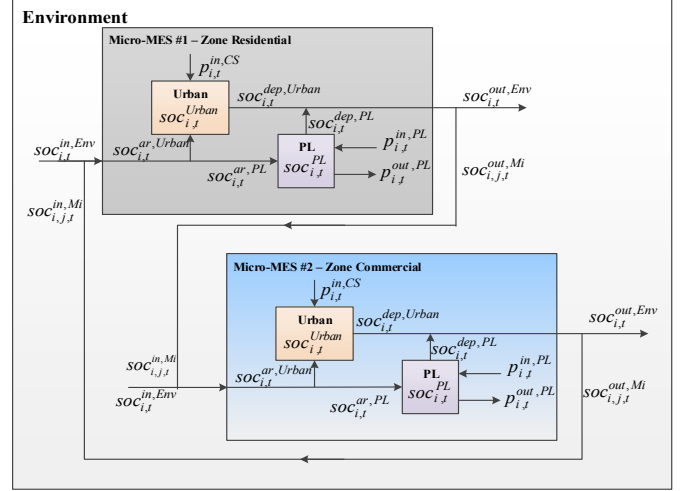 Environment
Micro-MES #1 – Zone Residential
p_{i,t}^{in,CS}
Urban
soc_{i,t}^{Urban}
soc_{i,t}^{dep,Urban}
soc_{i,t}^{out,Env}
soc_{i,t}^{dep,PL}
soc_{i,t}^{in,Env}
soc_{i,t}^{ar,Urban}
PL
soc_{i,t}^{PL}
p_{i,t}^{in,PL}
soc_{i,t}^{ar,PL}
p_{i,t}^{out,PL}
soc_{i,j,t}^{out,Mi}
soc_{i,j,t}^{in,Mi}
Micro-MES #2 – Zone Commercial
p_{i,t}^{in,CS}
Urban
soc_{i,t}^{Urban}
soc_{i,t}^{dep,Urban}
soc_{i,t}^{out,Env}
soc_{i,t}^{dep,PL}
soc_{i,j,t}^{in,Mi}
soc_{i,t}^{in,Env}
soc_{i,t}^{ar,Urban}
PL
soc_{i,t}^{PL}
p_{i,t}^{in,PL}
soc_{i,t}^{ar,PL}
p_{i,t}^{out,PL}
soc_{i,j,t}^{out,Mi}